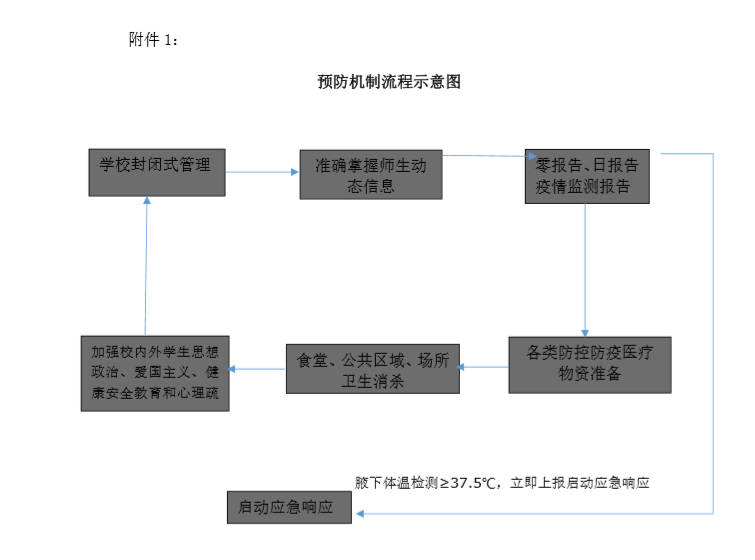 附件 1：
预防机制流程示意图
学校封闭式管理
准确掌握师生动
态信息
零报告、日报告
疫情监测报告
加强校内外学生思想
政治、爱国主义、健
康安全教育和心理疏
食堂、公共区域、场所
卫生消杀
各类防控防疫医疗
物资准备
腋下体温检测≥37.5℃，立即上报启动应急响应
启动应急响应